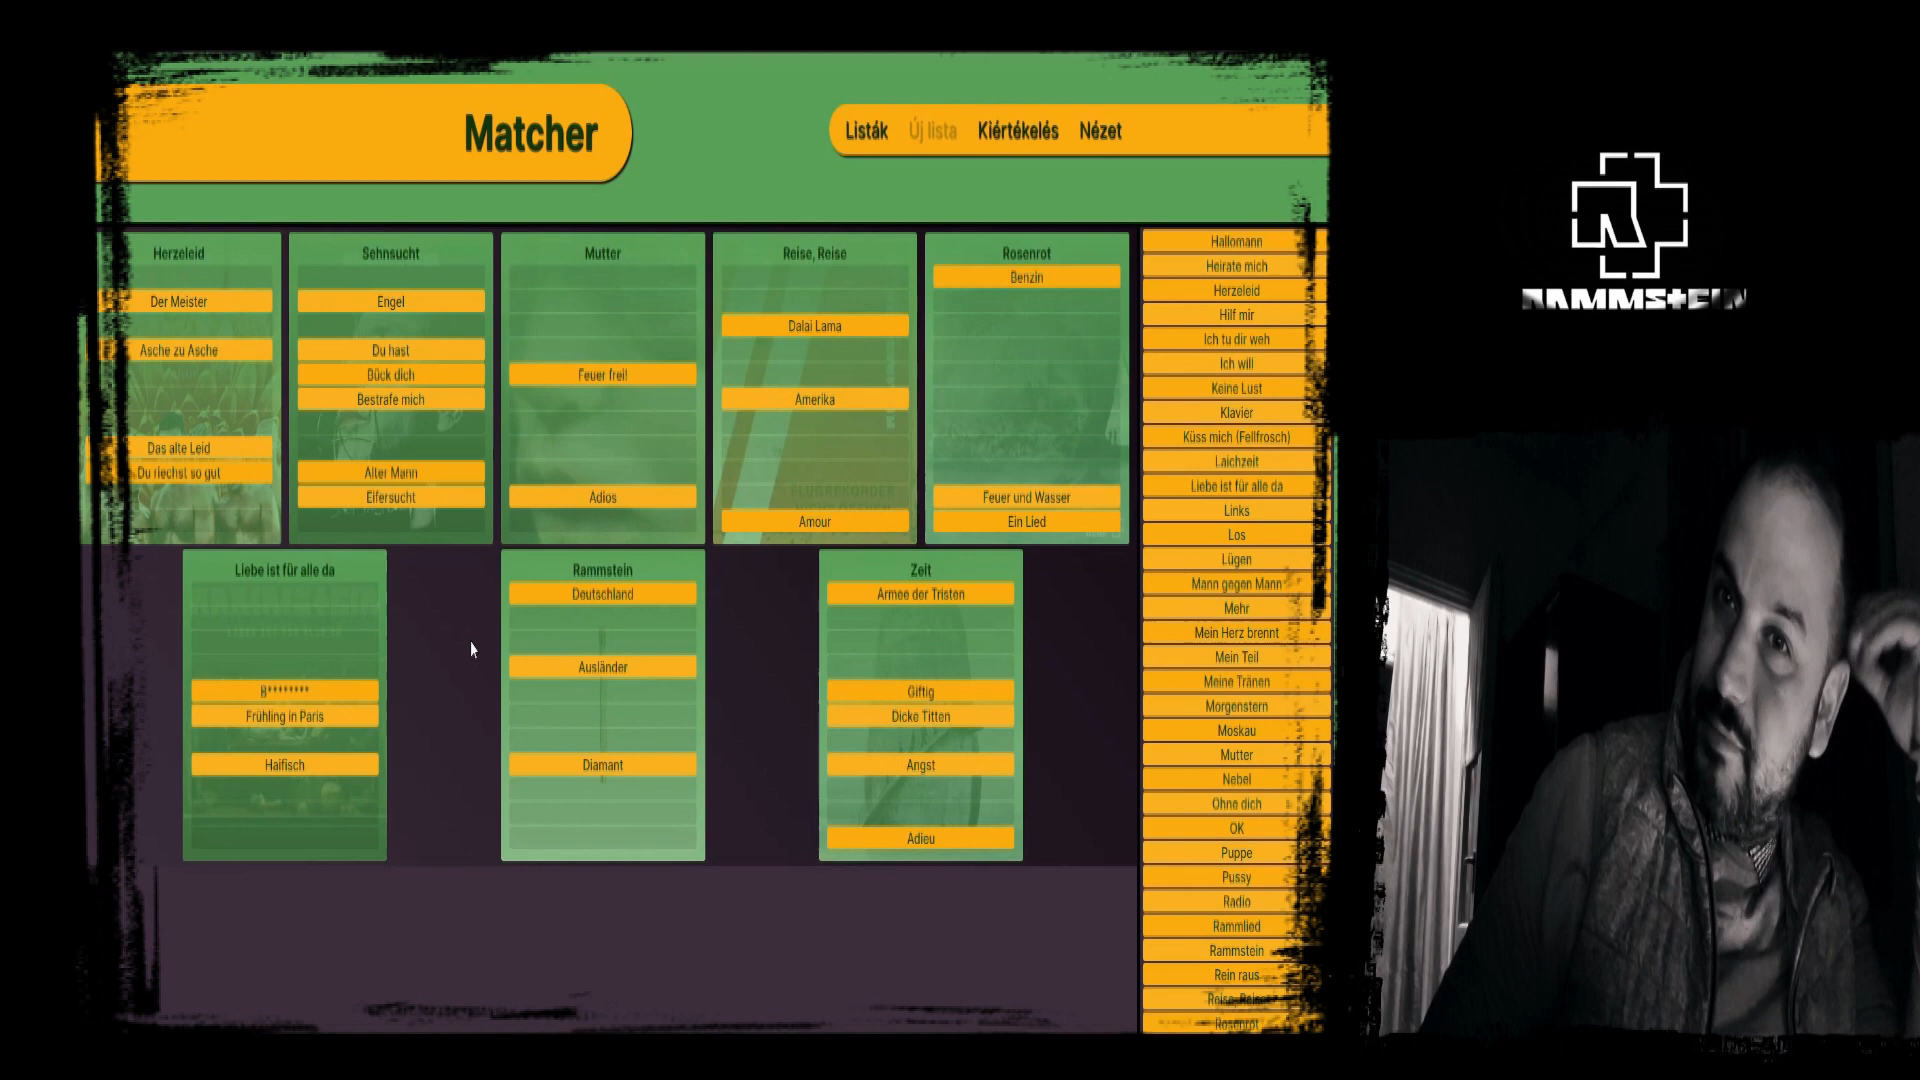 Matcher
Listák Új lista Kiértékelés Nézet
Herzeleid
Der Meister
Asche zu Asche
Das alte Leid
Du riechst so gut
Sehnsucht
Engel
Du hast
Bück dich
Bestrafe mich
Alter Mann
Eifersucht
Mutter
Feuer frei!
Adios
Reise, Reise
Dalai Lama
Amerika
FLUGREKORDER
Amour
Rosenrot
Benzin
Feuer und Wasser
Ein Lied
Liebe ist für alle da
B********
Frühling in Paris
Haifisch
Rammstein
Deutschland
Ausländer
Diamant
Zeit
Armee der Tristen
Giftig
Dicke Titten
Angst
Adieu
Hallomann
Heirate mich
Herzeleid
Hilf mir
Ich tu dir weh
Ich will
Keine Lust
Klavier
Küss mich (Fellfrosch)
Laichzeit
Liebe ist für alle da
Links
Los
Lügen
Mann gegen Mann
Mehr
Mein Herz brennt
Mein Teil
Meine Tränen
Morgenstern
Moskau
Mutter
Nebel
Ohne dich
OK
Puppe
Pussy
Radio
Rammlied
Rammstein
Rein raus
Reise, Reise
Rosenrot
RAMMSTEIN